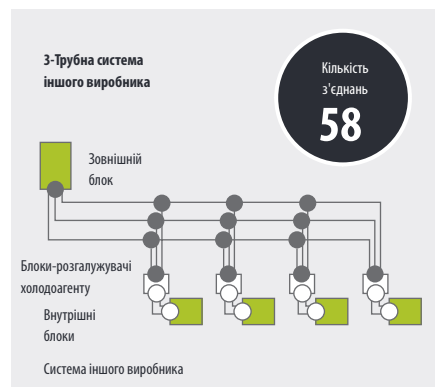 3-Трубна система
іншого виробника
Кількість
з'єднань
58
Зовнішній
блок
Блоки-розгалужувачі
холодоагенту
Внутрішні
блоки
Система іншого виробника